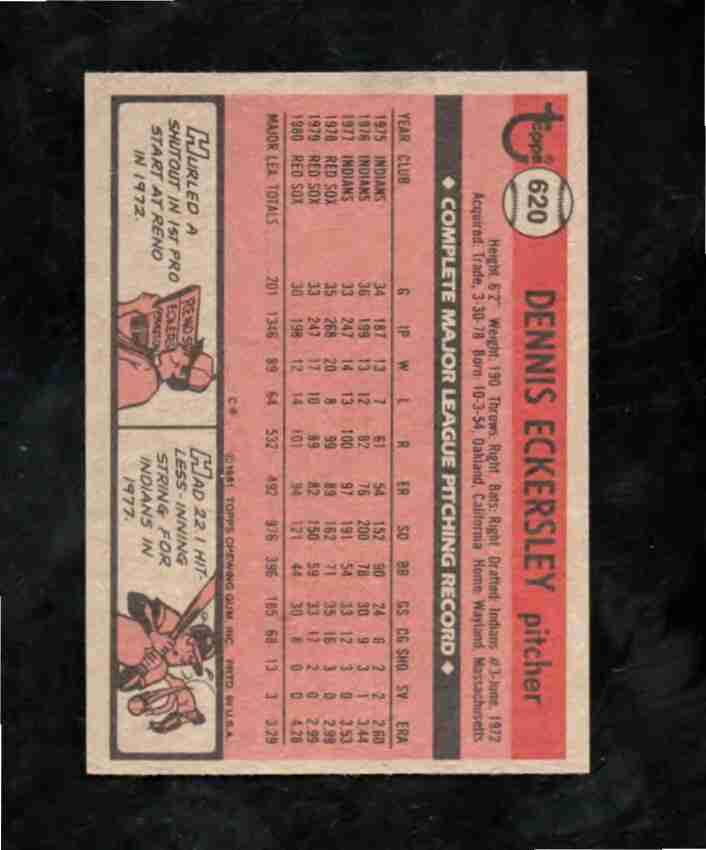 topps®
620
DENNIS ECKERSLEY pitcher
Height: 6'2" Weight: 190 Throws: Right Bats: Right Drafted: Indians #3-June, 1972
Acquired: Trade, 3-30-78 Born: 10-3-54, Oakland, California Home: Wayland, Massachusetts
♦ COMPLETE MAJOR LEAGUE PITCHING RECORD ♦
YEAR CLUB G IP W L R ER SO BB GS CG SHO SV ERA
1975 INDIANS 34 187 13 7 61 54 152 90 24 6 2 2 2.60
1976 INDIANS 36 199 13 12 82 76 200 78 30 9 3 1 3.44
1977 INDIANS 33 247 14 13 100 97 191 54 33 12 3 0 3.53
1978 RED SOX 35 268 20 8 99 89 162 71 35 16 3 0 2.99
1979 RED SOX 33 247 17 10 89 82 150 59 33 17 2 0 2.99
1980 RED SOX 30 198 12 14 101 94 121 44 30 8 0 0 4.28
MAJOR LEA. TOTALS 201 1346 89 64 532 492 976 396 185 68 13 3 3.29
C* © 1981 TOPPS CHEWING GUM, INC. PRTD. IN U.S.A.
HURLED A
SHUTOUT IN 1ST PRO
START AT RENO
IN 1972.
RENO
HAD 22 1 HIT-
LESS-INNING
STRING FOR
INDIANS IN
1977.